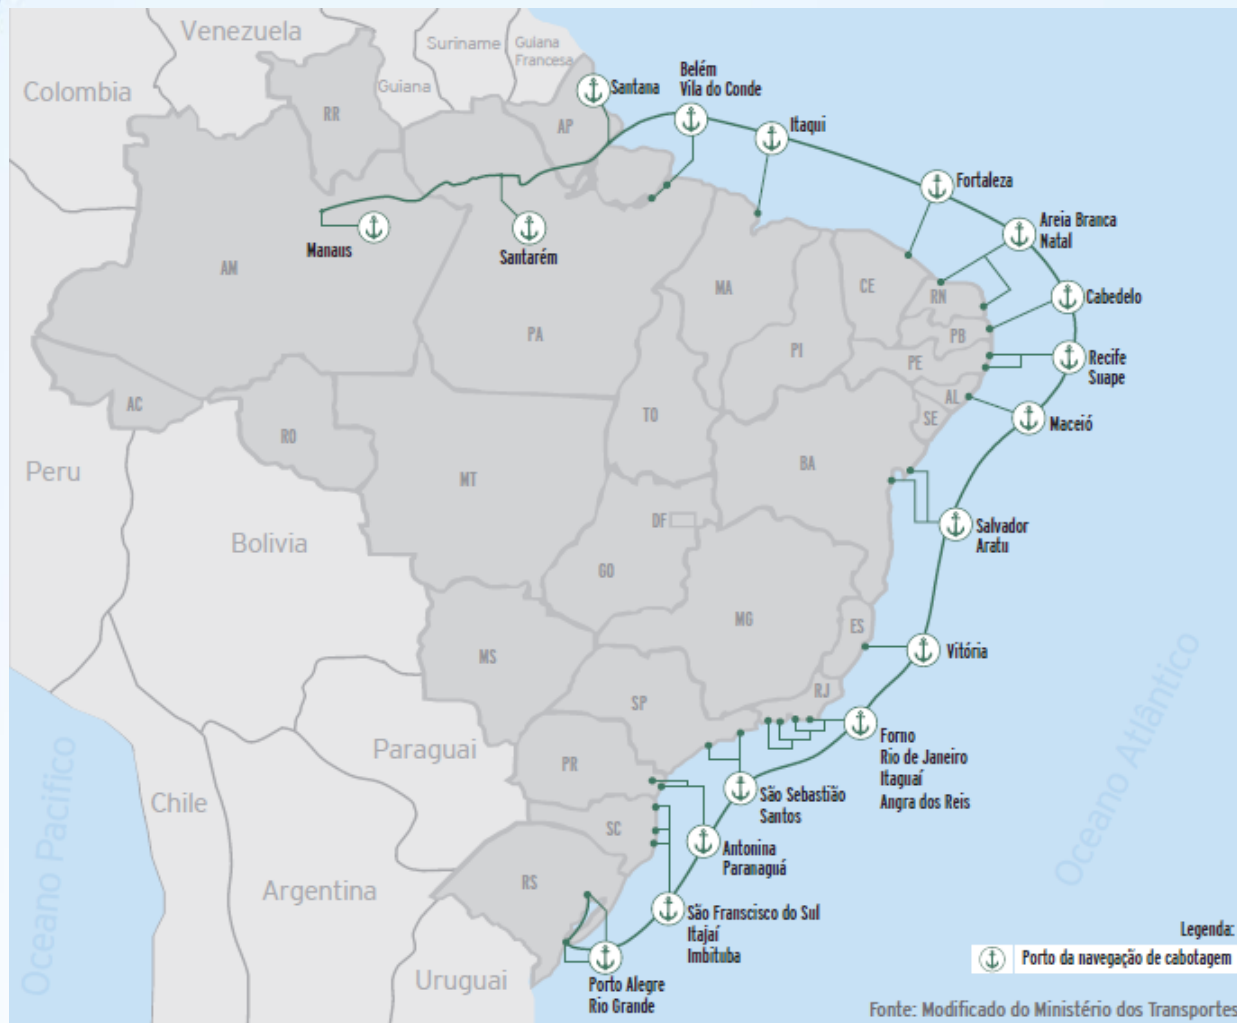 Venezuela
Suriname
Guiana
Francesa
Colombia
Guiana
RR
AP
Santana
Belém
Vila do Conde
Itaqui
Fortaleza
Areia Branca
Natal
Manaus
Santarém
AM
PA
MA
CE
RN
Cabedelo
PB
PI
PE
Recife
Suape
AC
RO
TO
AL
SE
Maceió
Peru
MT
BA
Bolivia
DF
Salvador
Aratu
GO
MG
ES
Vitória
MS
SP
RJ
Oceano Atlântico
Paraguai
PR
Forno
Rio de Janeiro
Itaguaí
Angra dos Reis
Oceano Pacífico
Chile
São Sebastião
Santos
SC
Antonina
Paranaguá
Argentina
RS
São Franscisco do Sul
Itajaí
Imbituba
Uruguai
Porto Alegre
Rio Grande
Legenda:
Porto da navegação de cabotagem
Fonte: Modificado do Ministério dos Transportes